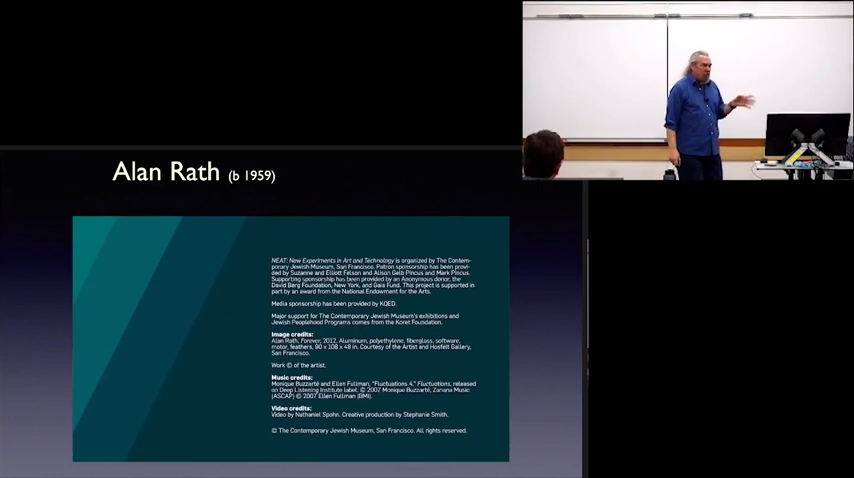 Alan Rath (b 1959)
NEAT: New Experiments in Art and Technology is organized by The Contem-
porary Jewish Museum, San Francisco. Patron sponsorship has been provi-
ded by Suzanne and Elliott Felson and Alison Gelb Pincus and Mark Pincus.
Supporting sponsorship has been provided by an Anonymous donor, the
David Berg Foundation, New York, and Gaia Fund. This project is supported in
part by an award from the National Endowment for the Arts.
Media sponsorship has been provided by KQED.
Major support for The Contemporary Jewish Museum's exhibitions and
Jewish Peoplehood Programs comes from the Koret Foundation.
Image credits:
Alan Rath, Forever, 2012, Aluminum, polyethylene, fiberglass, software,
motor, feathers, 90 x 108 x 48 in. Courtesy of the Artist and Hosfelt Gallery,
San Francisco.
Work © of the artist.
Music credits:
Monique Buzzarté and Ellen Fullman, "Fluctuations 4," Fluctuations, released
on Deep Listening Institute label. © 2007 Monique Buzzarté, Zanana Music
(ASCAP) © 2007 Ellen Fullman (BMI).
Video credits:
Video by Nathaniel Spohn. Creative production by Stephanie Smith.
© The Contemporary Jewish Museum, San Francisco. All rights reserved.